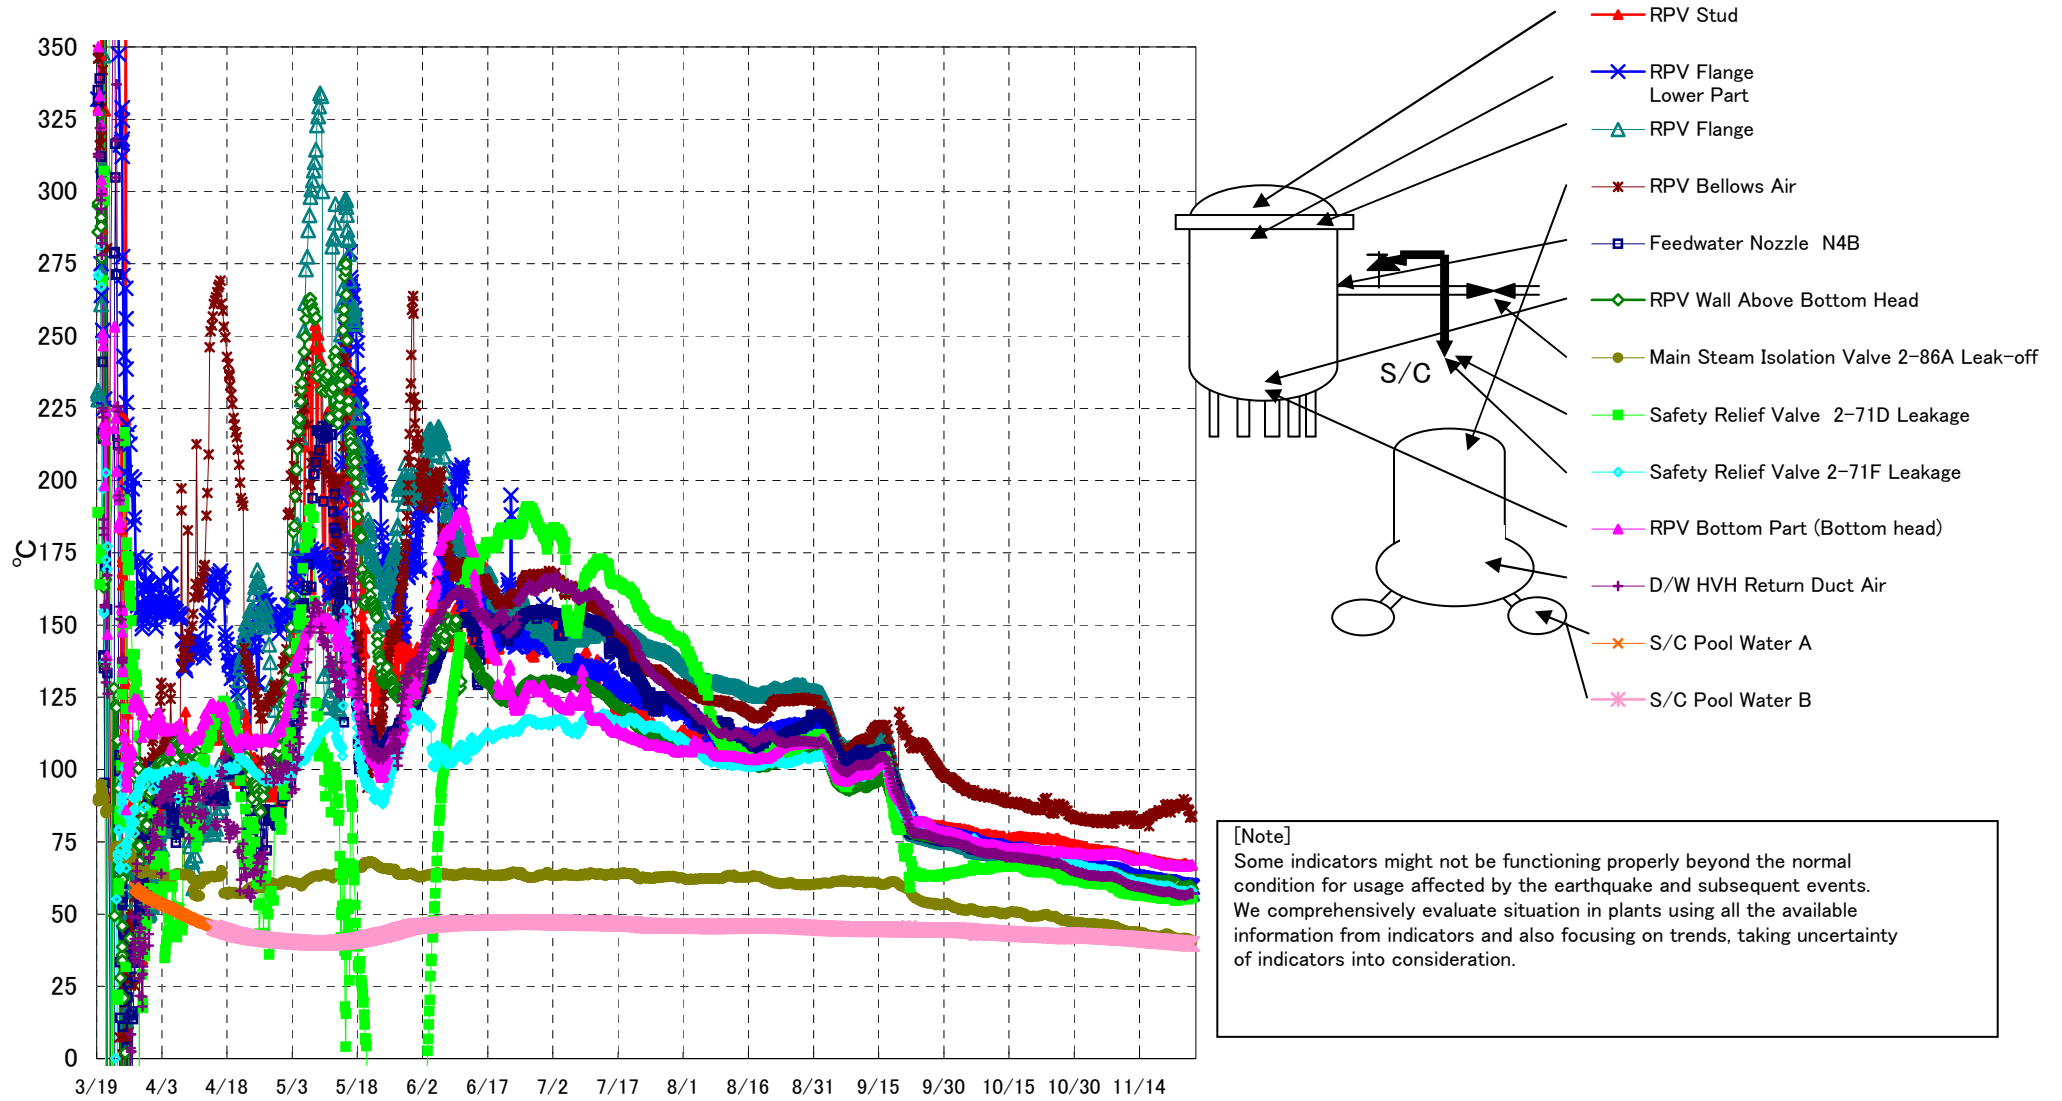 350
325
300
275
250
225
200
175
150
125
100
75
50
25
0
°C
3/19 4/3 4/18 5/3 5/18 6/2 6/17 7/2 7/17 8/1 8/16 8/31 9/15 9/30 10/15 10/30 11/14
RPV Stud
RPV Flange
Lower Part
RPV Flange
RPV Bellows Air
Feedwater Nozzle N4B
RPV Wall Above Bottom Head
Main Steam Isolation Valve 2-86A Leak-off
Safety Relief Valve 2-71D Leakage
Safety Relief Valve 2-71F Leakage
RPV Bottom Part (Bottom head)
D/W HVH Return Duct Air
S/C Pool Water A
S/C Pool Water B
S/C
[Note]
Some indicators might not be functioning properly beyond the normal
condition for usage affected by the earthquake and subsequent events.
We comprehensively evaluate situation in plants using all the available
information from indicators and also focusing on trends, taking uncertainty
of indicators into consideration.